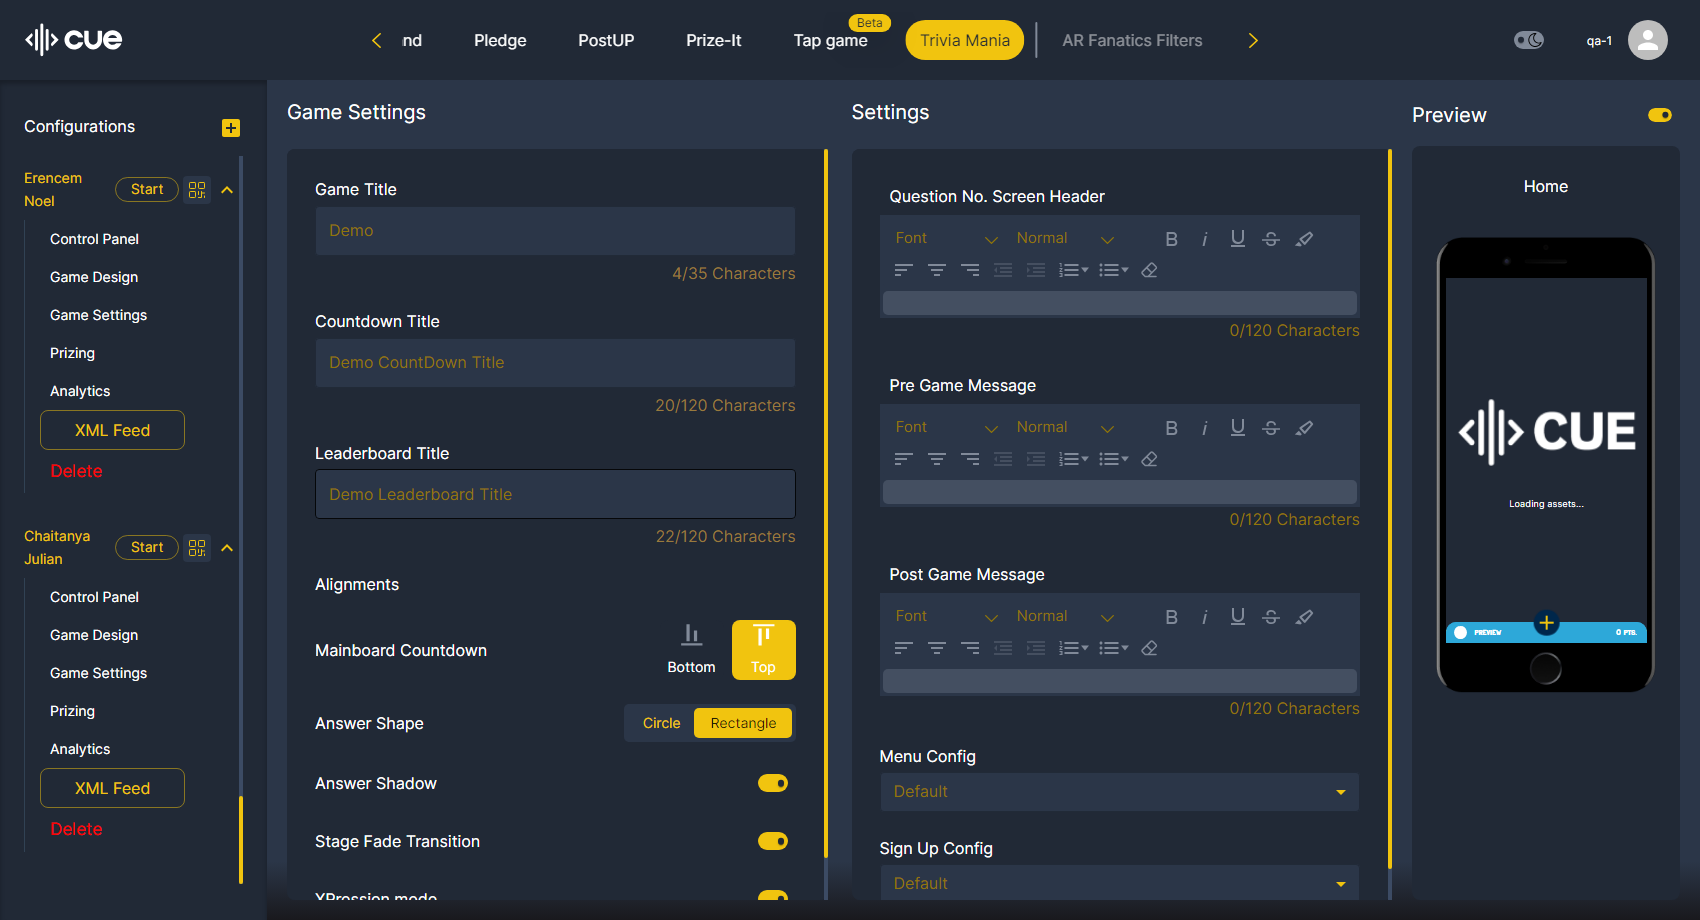 CUE
nd
Pledge
PostUP
Prize-It
Tap game
Beta
Trivia Mania
AR Fanatics Filters
qa-1
Configurations
Erencem
Noel
Start
Control Panel
Game Design
Game Settings
Prizing
Analytics
XML Feed
Delete
Chaitanya
Julian
Start
Control Panel
Game Design
Game Settings
Prizing
Analytics
XML Feed
Delete
Game Settings
Game Title
Demo
4/35 Characters
Countdown Title
Demo CountDown Title
20/120 Characters
Leaderboard Title
Demo Leaderboard Title
22/120 Characters
Alignments
Mainboard Countdown
Bottom
Top
Answer Shape
Circle
Rectangle
Answer Shadow
Stage Fade Transition
XPression mode
Settings
Question No. Screen Header
Font
Normal
0/120 Characters
Pre Game Message
Font
Normal
0/120 Characters
Post Game Message
Font
Normal
0/120 Characters
Menu Config
Default
Sign Up Config
Default
Preview
Home
CUE
Loading assets...
PREVIEW
0 PTS.